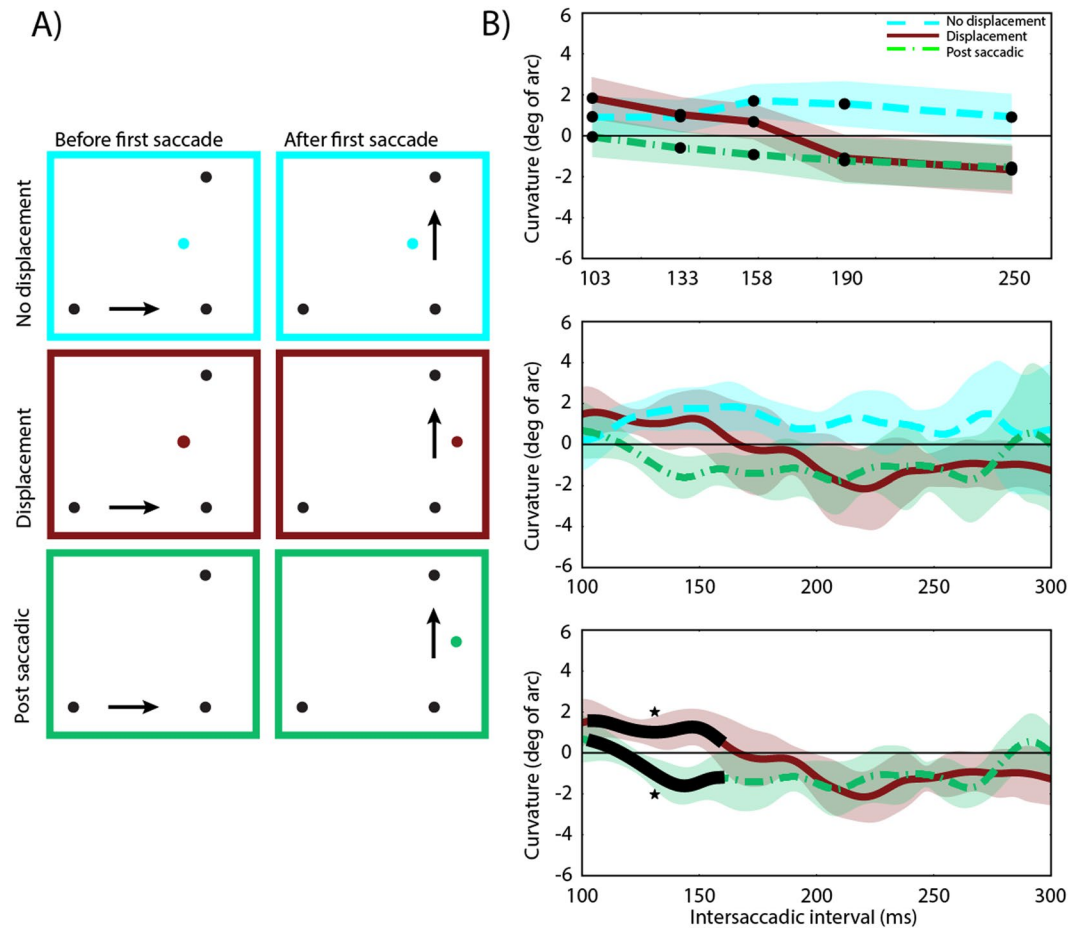 A)
Before first saccade
After first saccade
No displacement
Displacement
Post saccadic
B)
No displacement
Displacement
Post saccadic
Curvature (deg of arc)
6
4
2
0
-2
-4
-6
103 133 158 190 250
Curvature (deg of arc)
6
4
2
0
-2
-4
-6
100 150 200 250 300
Curvature (deg of arc)
6
4
2
0
-2
-4
-6
100 150 200 250 300
Intersaccadic interval (ms)